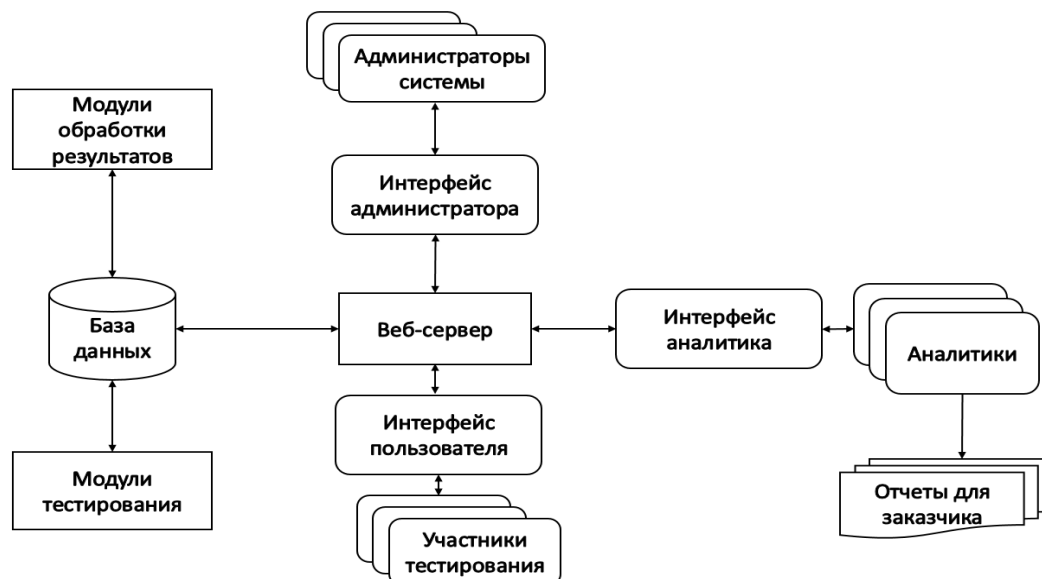 Администраторы
системы
Модули
обработки
результатов
Интерфейс
администратора
База
данных
Веб-сервер
Интерфейс
аналитика
Аналитики
Интерфейс
пользователя
Модули
тестирования
Отчеты для
заказчика
Участники
тестирования